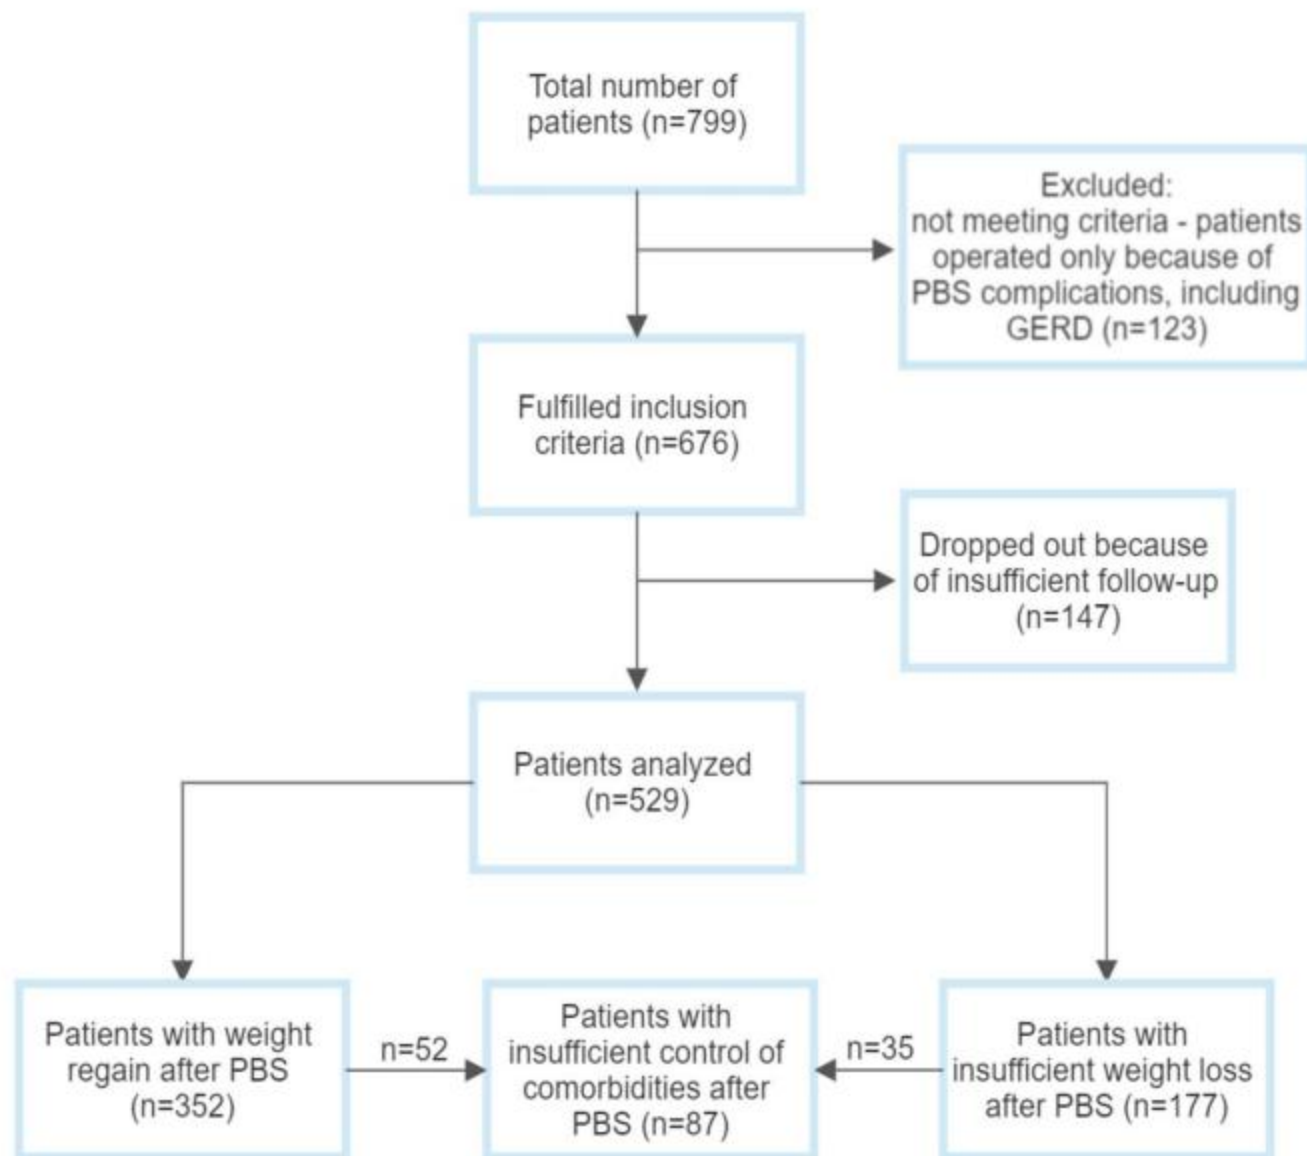 Total number of
patients (n=799)
Excluded:
not meeting criteria - patients
operated only because of
PBS complications, including
GERD (n=123)
Fulfilled inclusion
criteria (n=676)
Dropped out because
of insufficient follow-up
(n=147)
Patients analyzed
(n=529)
Patients with weight
regain after PBS
(n=352)
n=52
Patients with
insufficient control of
comorbidities after
PBS (n=87)
n=35
Patients with
insufficient weight loss
after PBS (n=177)